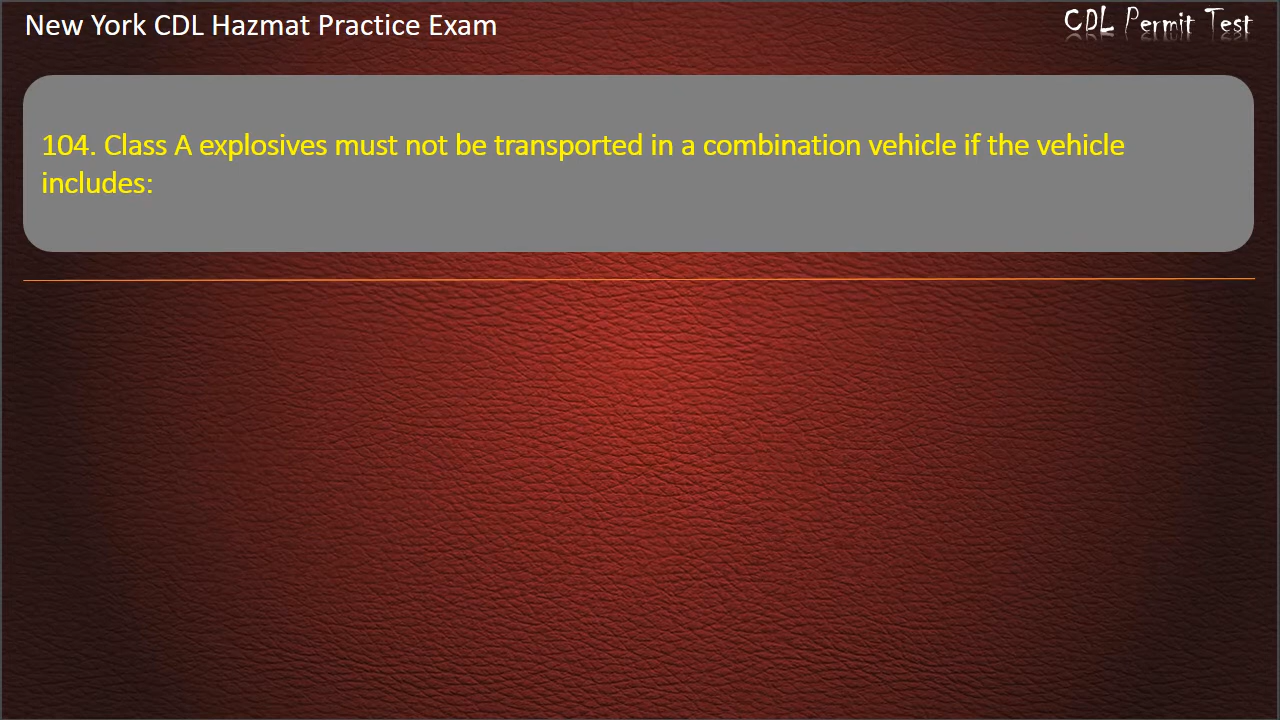 New York CDL Hazmat Practice Exam
CDL Permit Test
104. Class A explosives must not be transported in a combination vehicle if the vehicle
includes: